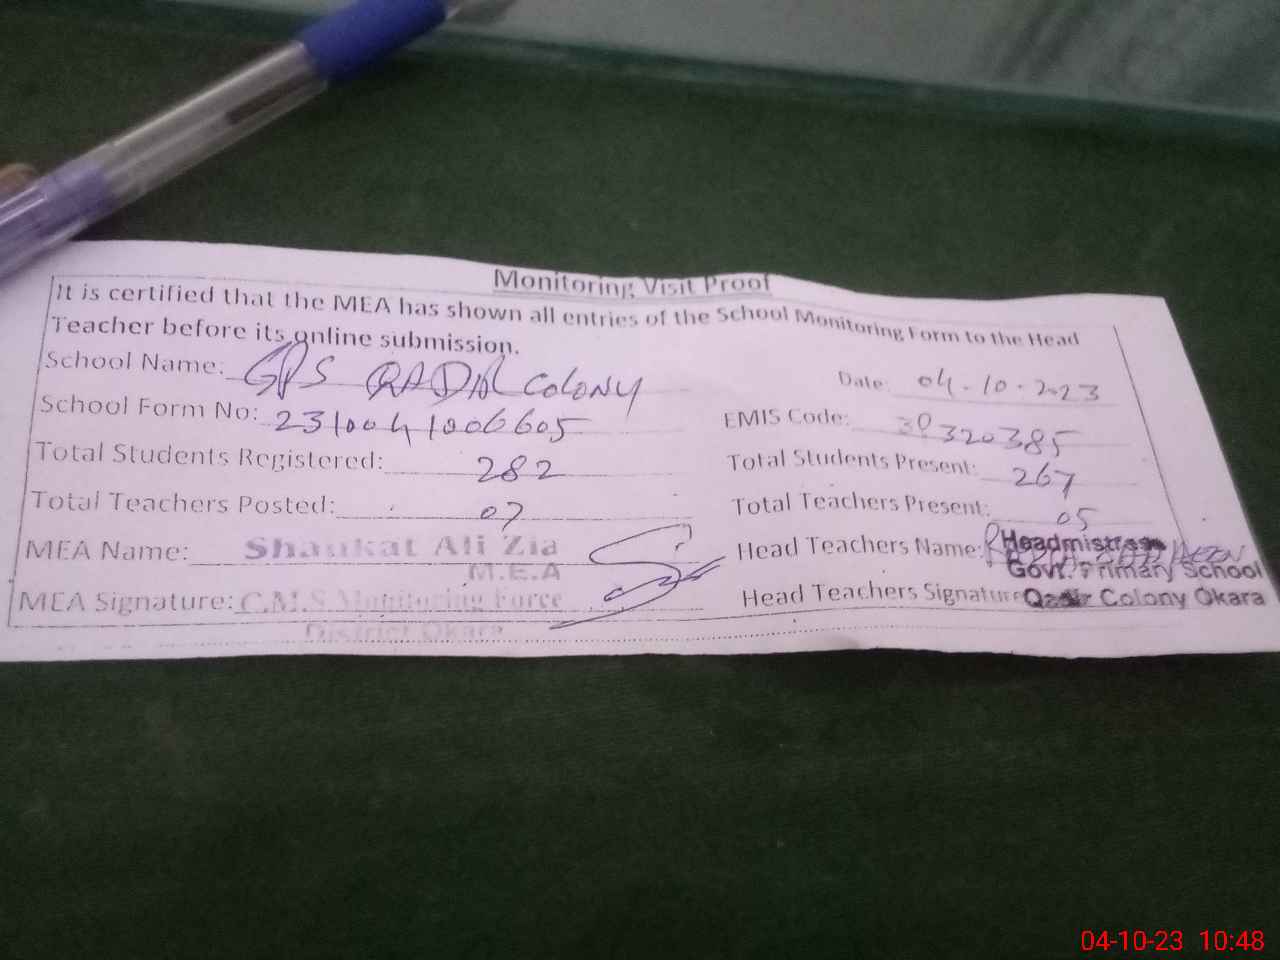 Monitoring Visit Proof
It is certified that the MEA has shown all entries of the School Monitoring Form to the Head
Teacher before its online submission.
School Name: GPS QADIR COLONY
Date: 04-10-2023
School Form No: 2310041006605
EMIS Code: 39320385
Total Students Registered: 282
Total Students Present: 267
Total Teachers Posted: 07
Total Teachers Present: 05
MEA Name: Shaukat Ali Zia
M.E.A
Head Teachers Name: Headmistress
Govt. Primary School
MEA Signature: C.M.S Monitoring Force
District Okara
Head Teachers Signature Qadir Colony Okara
04-10-23 10:48